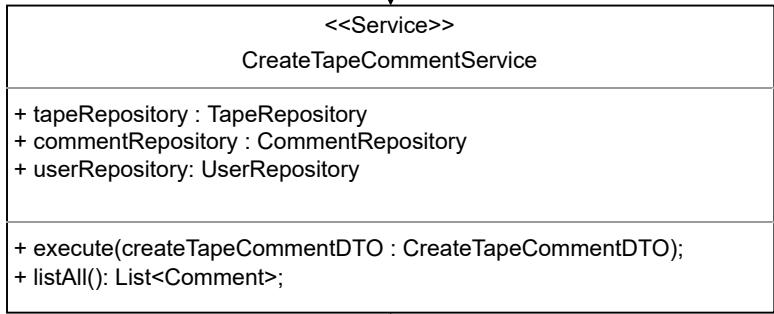 <<Service>>
CreateTapeCommentService
+ tapeRepository : TapeRepository
+ commentRepository : CommentRepository
+ userRepository: UserRepository
+ execute(createTapeCommentDTO : CreateTapeCommentDTO);
+ listAll(): List<Comment>;